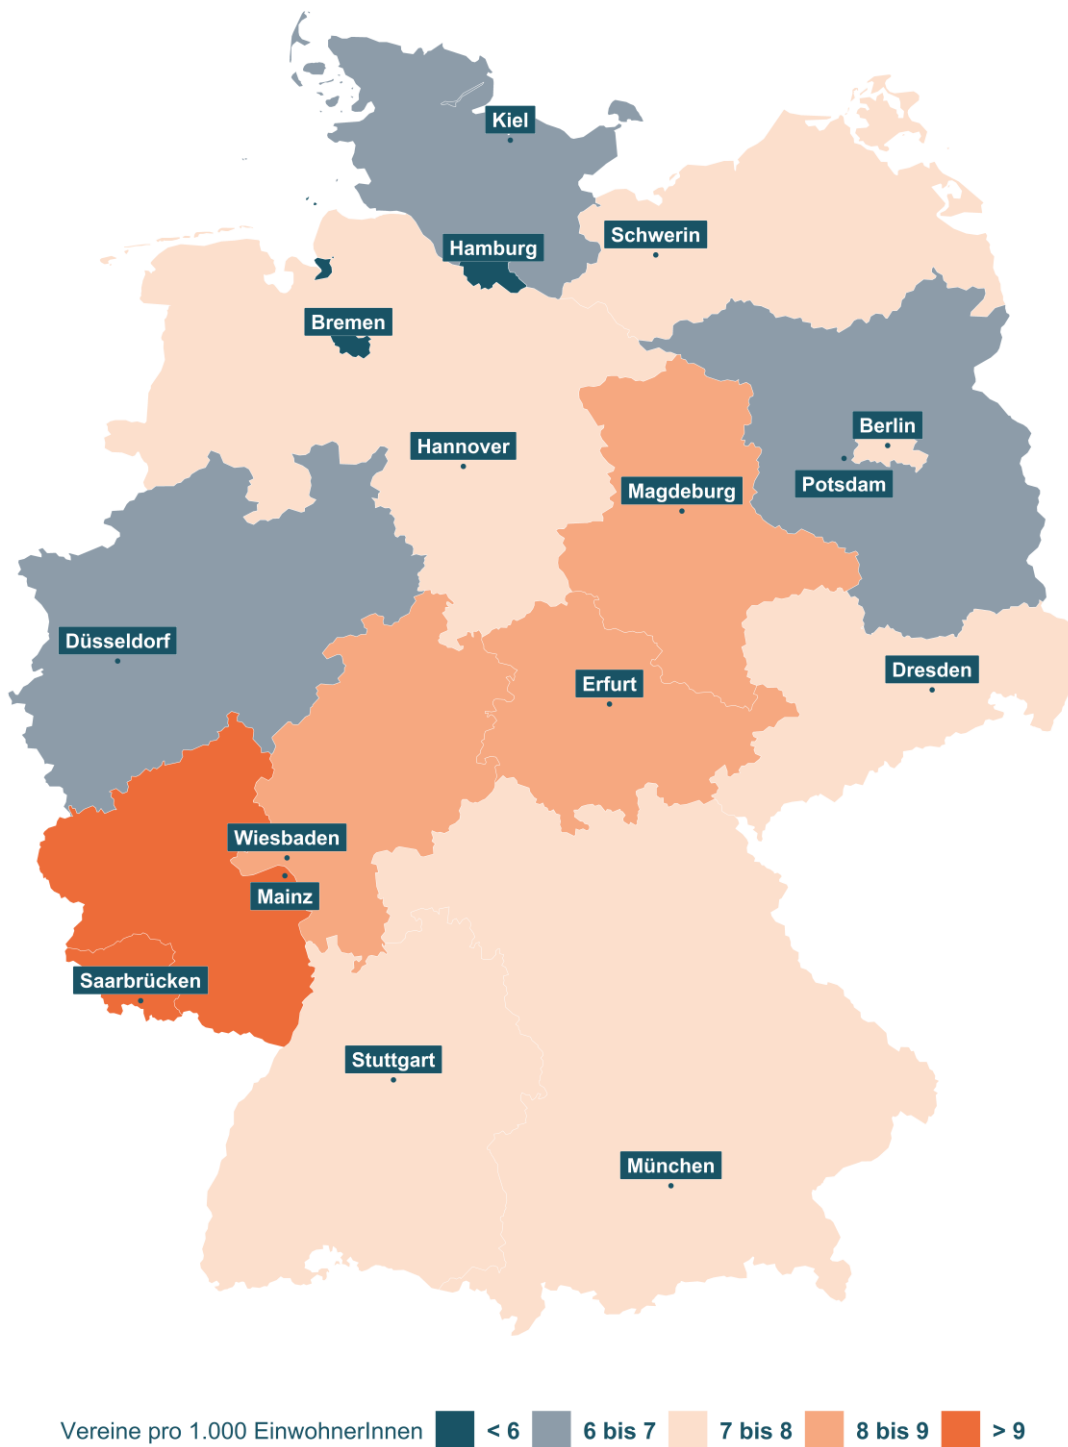 Kiel
Schwerin
Hamburg
Bremen
Berlin
Hannover
Potsdam
Magdeburg
Düsseldorf
Dresden
Erfurt
Wiesbaden
Mainz
Saarbrücken
Stuttgart
München
Vereine pro 1.000 EinwohnerInnen < 6 6 bis 7 7 bis 8 8 bis 9 > 9